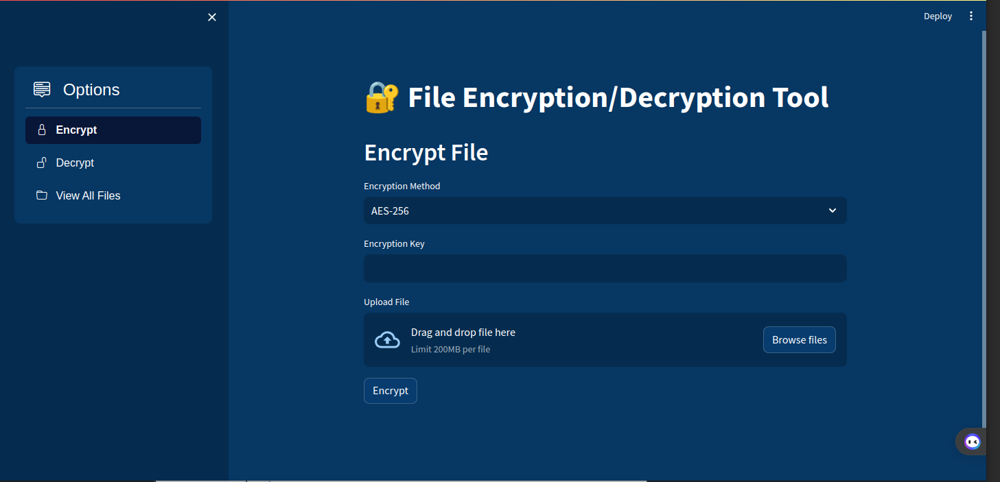 Deploy
Options
Encrypt
Decrypt
View All Files
🔐 File Encryption/Decryption Tool
Encrypt File
Encryption Method
AES-256
Encryption Key
Upload File
Drag and drop file here
Limit 200MB per file
Browse files
Encrypt